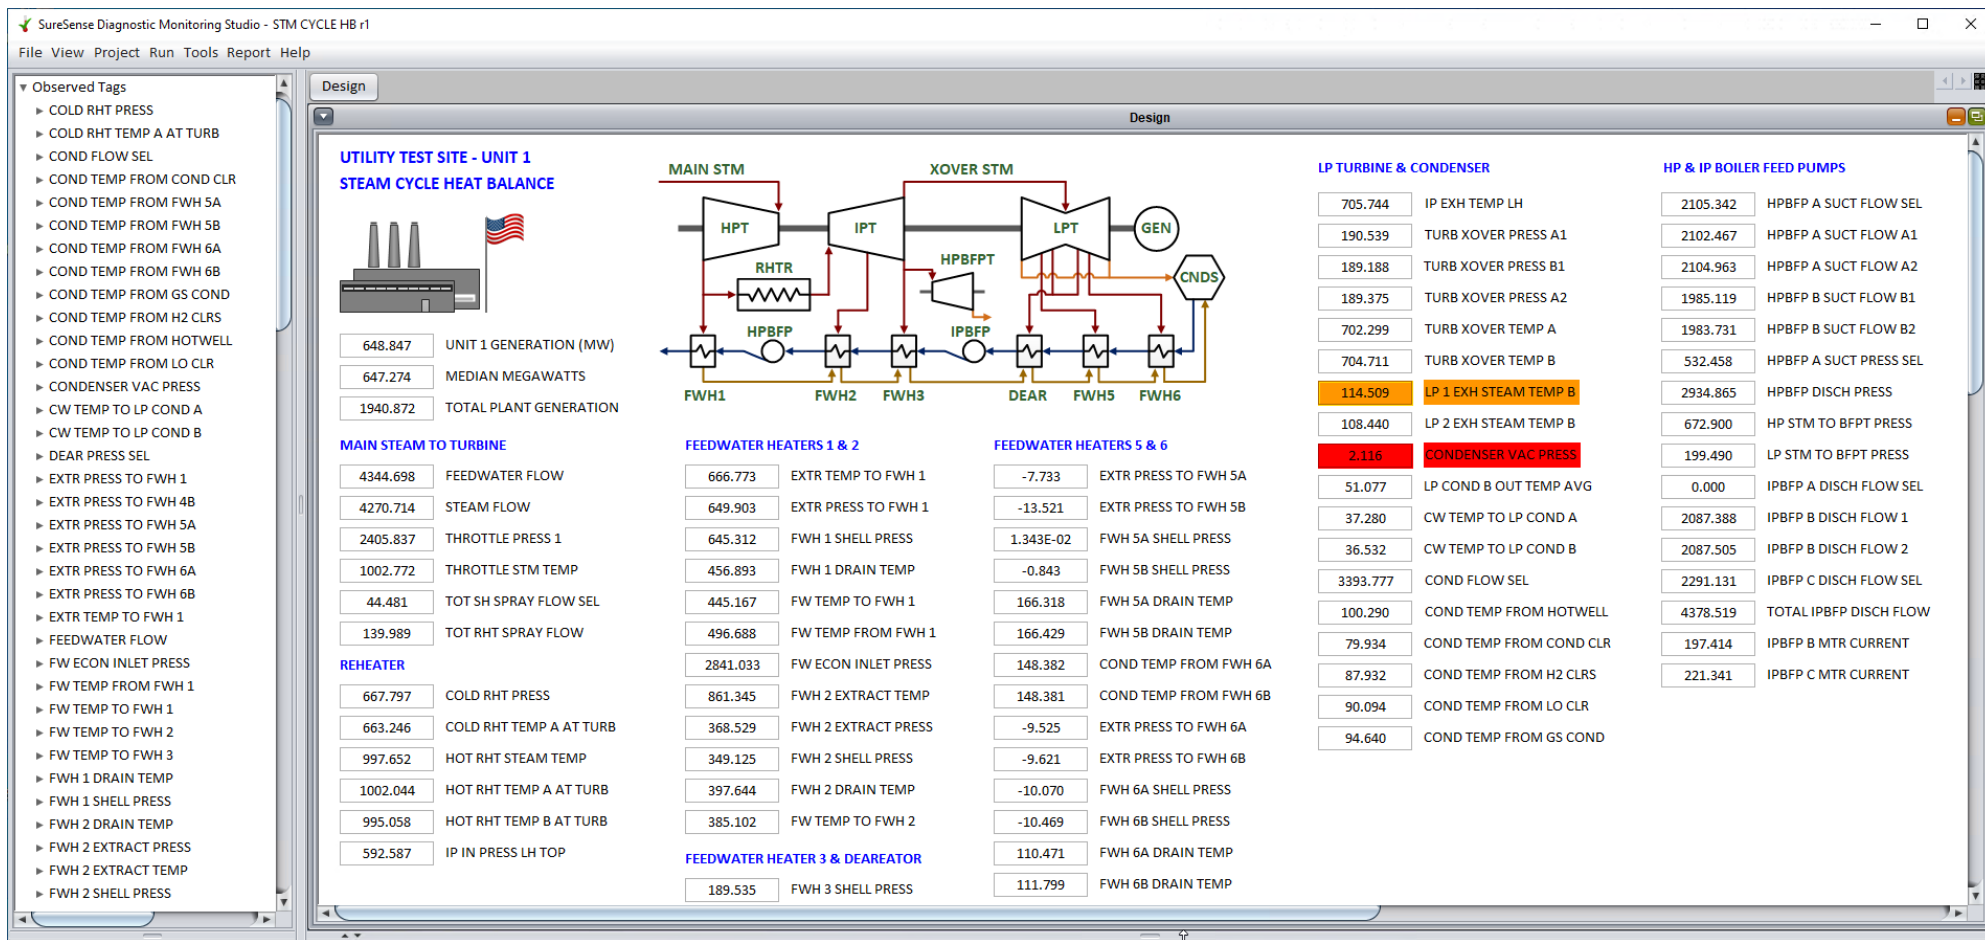 SureSense Diagnostic Monitoring Studio - STM CYCLE HB r1
File View Project Run Tools Report Help
Observed Tags
COLD RHT PRESS
COLD RHT TEMP A AT TURB
COND FLOW SEL
COND TEMP FROM COND CLR
COND TEMP FROM FWH 5A
COND TEMP FROM FWH 5B
COND TEMP FROM FWH 6A
COND TEMP FROM FWH 6B
COND TEMP FROM GS COND
COND TEMP FROM H2 CLRS
COND TEMP FROM HOTWELL
COND TEMP FROM LO CLR
CONDENSER VAC PRESS
CW TEMP TO LP COND A
CW TEMP TO LP COND B
DEAR PRESS SEL
EXTR PRESS TO FWH 1
EXTR PRESS TO FWH 4B
EXTR PRESS TO FWH 5A
EXTR PRESS TO FWH 5B
EXTR PRESS TO FWH 6A
EXTR PRESS TO FWH 6B
EXTR TEMP TO FWH 1
FEEDWATER FLOW
FW ECON INLET PRESS
FW TEMP FROM FWH 1
FW TEMP TO FWH 1
FW TEMP TO FWH 2
FW TEMP TO FWH 3
FWH 1 DRAIN TEMP
FWH 1 SHELL PRESS
FWH 2 DRAIN TEMP
FWH 2 EXTRACT PRESS
FWH 2 EXTRACT TEMP
FWH 2 SHELL PRESS
Design
Design
UTILITY TEST SITE - UNIT 1
STEAM CYCLE HEAT BALANCE
648.847 UNIT 1 GENERATION (MW)
647.274 MEDIAN MEGAWATTS
1940.872 TOTAL PLANT GENERATION
MAIN STM XOVER STM
HPT IPT LPT GEN
RHTR HPBFPT CNDS
HPBFP IPBFP
FWH1 FWH2 FWH3 DEAR FWH5 FWH6
MAIN STEAM TO TURBINE
4344.698 FEEDWATER FLOW
4270.714 STEAM FLOW
2405.837 THROTTLE PRESS 1
1002.772 THROTTLE STM TEMP
44.481 TOT SH SPRAY FLOW SEL
139.989 TOT RHT SPRAY FLOW
REHEATER
667.797 COLD RHT PRESS
663.246 COLD RHT TEMP A AT TURB
997.652 HOT RHT STEAM TEMP
1002.044 HOT RHT TEMP A AT TURB
995.058 HOT RHT TEMP B AT TURB
592.587 IP IN PRESS LH TOP
FEEDWATER HEATERS 1 & 2
666.773 EXTR TEMP TO FWH 1
649.903 EXTR PRESS TO FWH 1
645.312 FWH 1 SHELL PRESS
456.893 FWH 1 DRAIN TEMP
445.167 FW TEMP TO FWH 1
496.688 FW TEMP FROM FWH 1
2841.033 FW ECON INLET PRESS
861.345 FWH 2 EXTRACT TEMP
368.529 FWH 2 EXTRACT PRESS
349.125 FWH 2 SHELL PRESS
397.644 FWH 2 DRAIN TEMP
385.102 FW TEMP TO FWH 2
FEEDWATER HEATER 3 & DEAREATOR
189.535 FWH 3 SHELL PRESS
FEEDWATER HEATERS 5 & 6
-7.733 EXTR PRESS TO FWH 5A
-13.521 EXTR PRESS TO FWH 5B
1.343E-02 FWH 5A SHELL PRESS
-0.843 FWH 5B SHELL PRESS
166.318 FWH 5A DRAIN TEMP
166.429 FWH 5B DRAIN TEMP
148.382 COND TEMP FROM FWH 6A
148.381 COND TEMP FROM FWH 6B
-9.525 EXTR PRESS TO FWH 6A
-9.621 EXTR PRESS TO FWH 6B
-10.070 FWH 6A SHELL PRESS
-10.469 FWH 6B SHELL PRESS
110.471 FWH 6A DRAIN TEMP
111.799 FWH 6B DRAIN TEMP
LP TURBINE & CONDENSER
705.744 IP EXH TEMP LH
190.539 TURB XOVER PRESS A1
189.188 TURB XOVER PRESS B1
189.375 TURB XOVER PRESS A2
702.299 TURB XOVER TEMP A
704.711 TURB XOVER TEMP B
114.509 LP 1 EXH STEAM TEMP B
108.440 LP 2 EXH STEAM TEMP B
2.116 CONDENSER VAC PRESS
51.077 LP COND B OUT TEMP AVG
37.280 CW TEMP TO LP COND A
36.532 CW TEMP TO LP COND B
3393.777 COND FLOW SEL
100.290 COND TEMP FROM HOTWELL
79.934 COND TEMP FROM COND CLR
87.932 COND TEMP FROM H2 CLRS
90.094 COND TEMP FROM LO CLR
94.640 COND TEMP FROM GS COND
HP & IP BOILER FEED PUMPS
2105.342 HPBFP A SUCT FLOW SEL
2102.467 HPBFP A SUCT FLOW A1
2104.963 HPBFP A SUCT FLOW A2
1985.119 HPBFP B SUCT FLOW B1
1983.731 HPBFP B SUCT FLOW B2
532.458 HPBFP A SUCT PRESS SEL
2934.865 HPBFP DISCH PRESS
672.900 HP STM TO BFPT PRESS
199.490 LP STM TO BFPT PRESS
0.000 IPBFP A DISCH FLOW SEL
2087.388 IPBFP B DISCH FLOW 1
2087.505 IPBFP B DISCH FLOW 2
2291.131 IPBFP C DISCH FLOW SEL
4378.519 TOTAL IPBFP DISCH FLOW
197.414 IPBFP B MTR CURRENT
221.341 IPBFP C MTR CURRENT